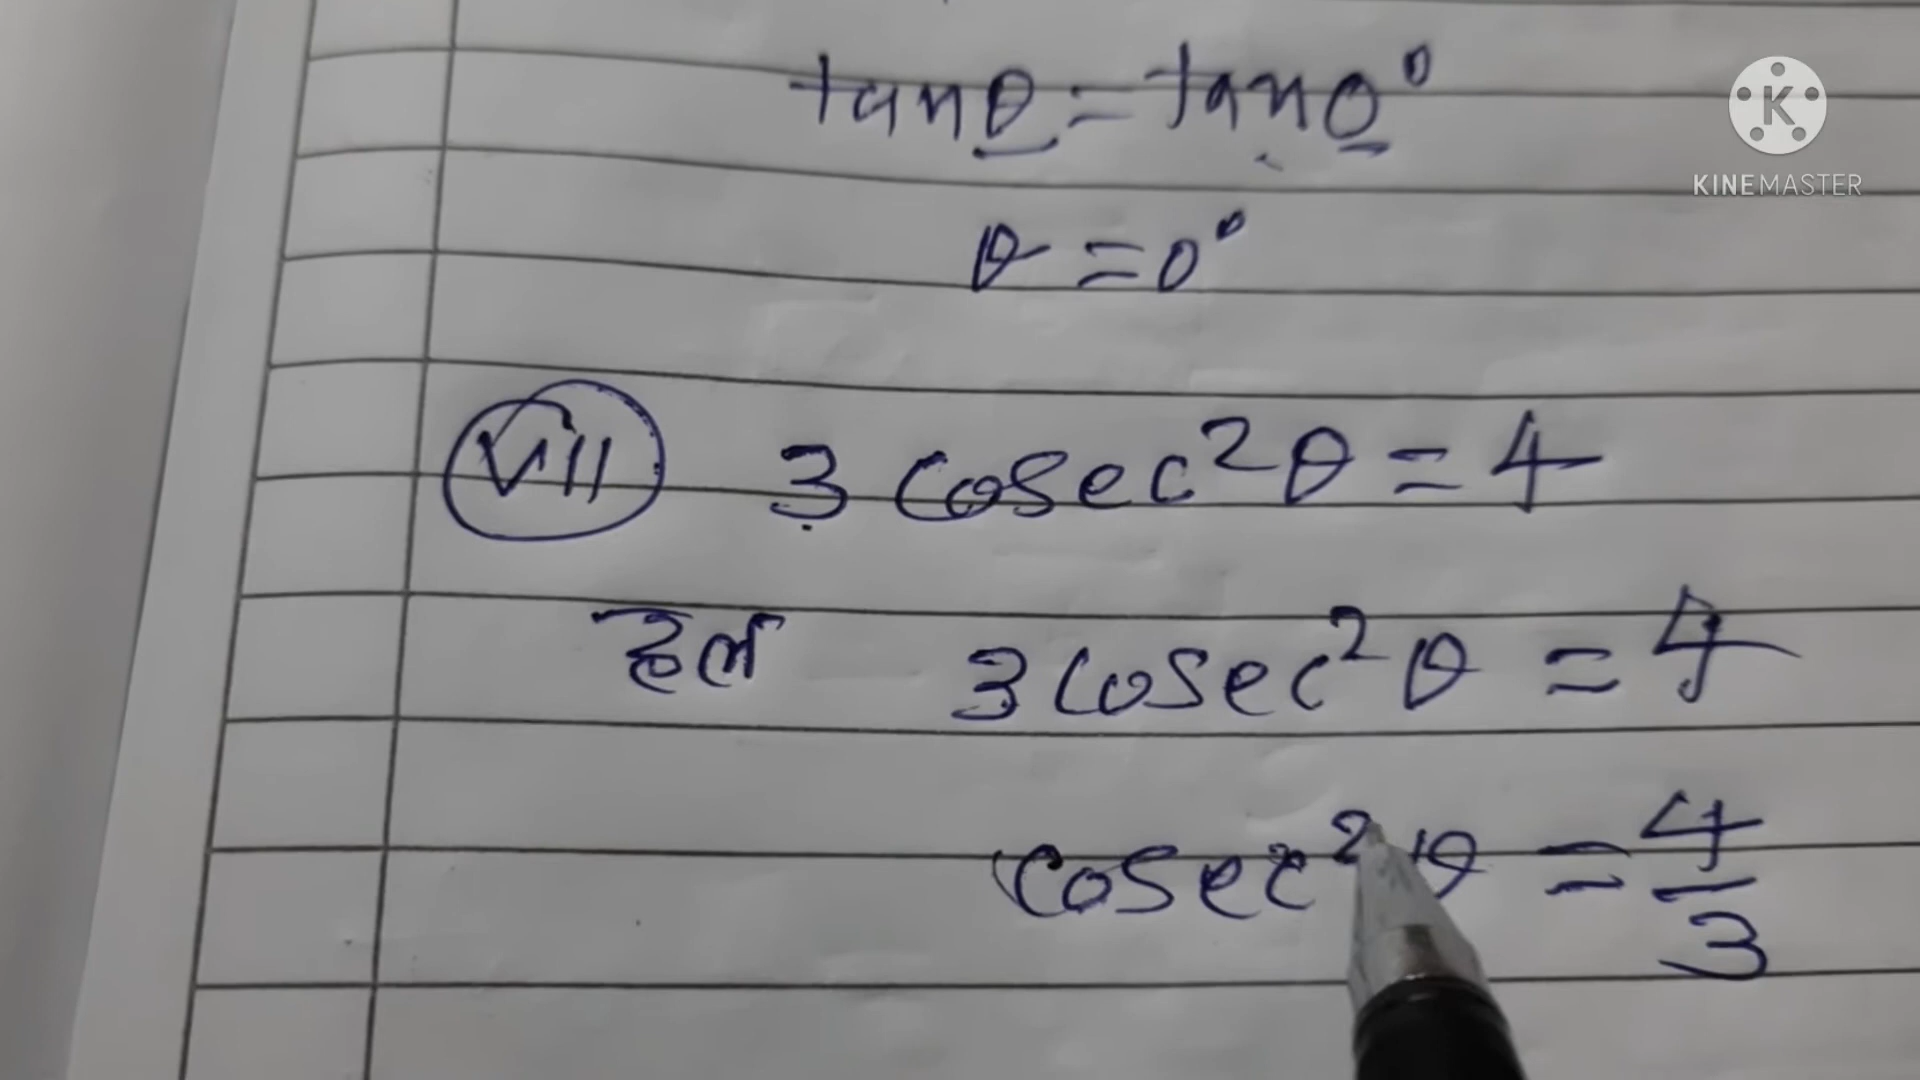 tanθ = tan0°
θ = 0°
VII 3 cosec²θ = 4
हल 3 cosec²θ = 4
cosec²θ = 4/3
K
KINEMASTER